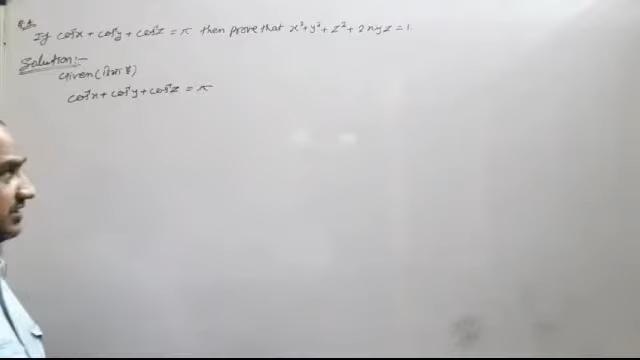 If cos⁻¹x + cos⁻¹y + cos⁻¹z = π then prove that x² + y² + z² + 2xyz = 1.
Solution:-
Given (दिया है)
cos⁻¹x + cos⁻¹y + cos⁻¹z = π